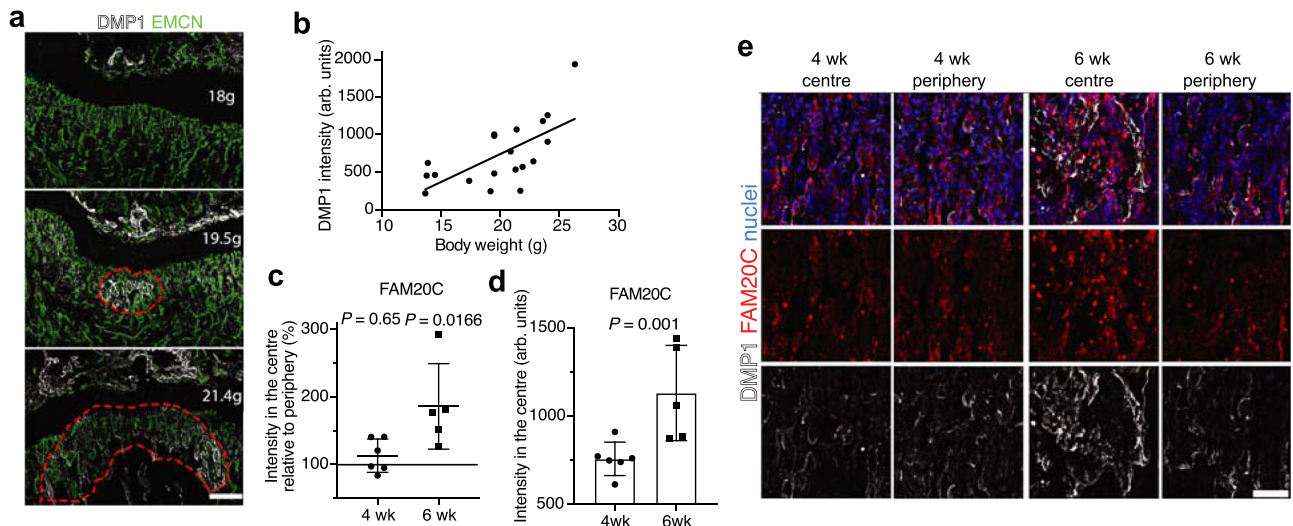 a
DMP1 EMCN
18g
19.5g
21.4g
b
DMP1 intensity (arb. units)
2000
1500
1000
500
0
10
15
20
25
30
Body weight (g)
c
FAM20C
P = 0.65 P = 0.0166
Intensity in the centre
relative to periphery (%)
300
200
100
4 wk
6 wk
d
FAM20C
P = 0.001
Intensity in the centre (arb. units)
1500
1000
500
4wk
6wk
e
4 wk
centre
4 wk
periphery
6 wk
centre
6 wk
periphery
DMP1 FAM20C nuclei